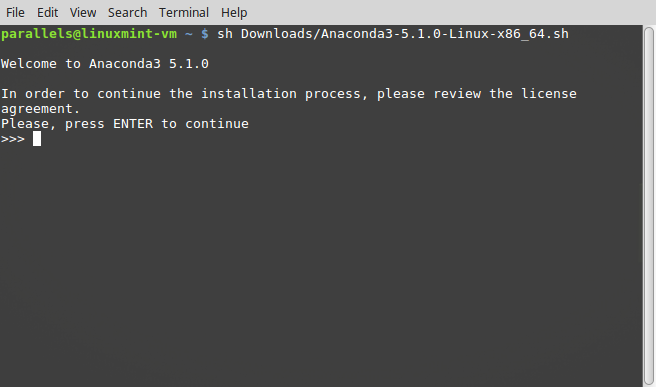 File Edit View Search Terminal Help
parallels@linuxmint-vm ~ $ sh Downloads/Anaconda3-5.1.0-Linux-x86_64.sh
Welcome to Anaconda3 5.1.0
In order to continue the installation process, please review the license
agreement.
Please, press ENTER to continue
>>>